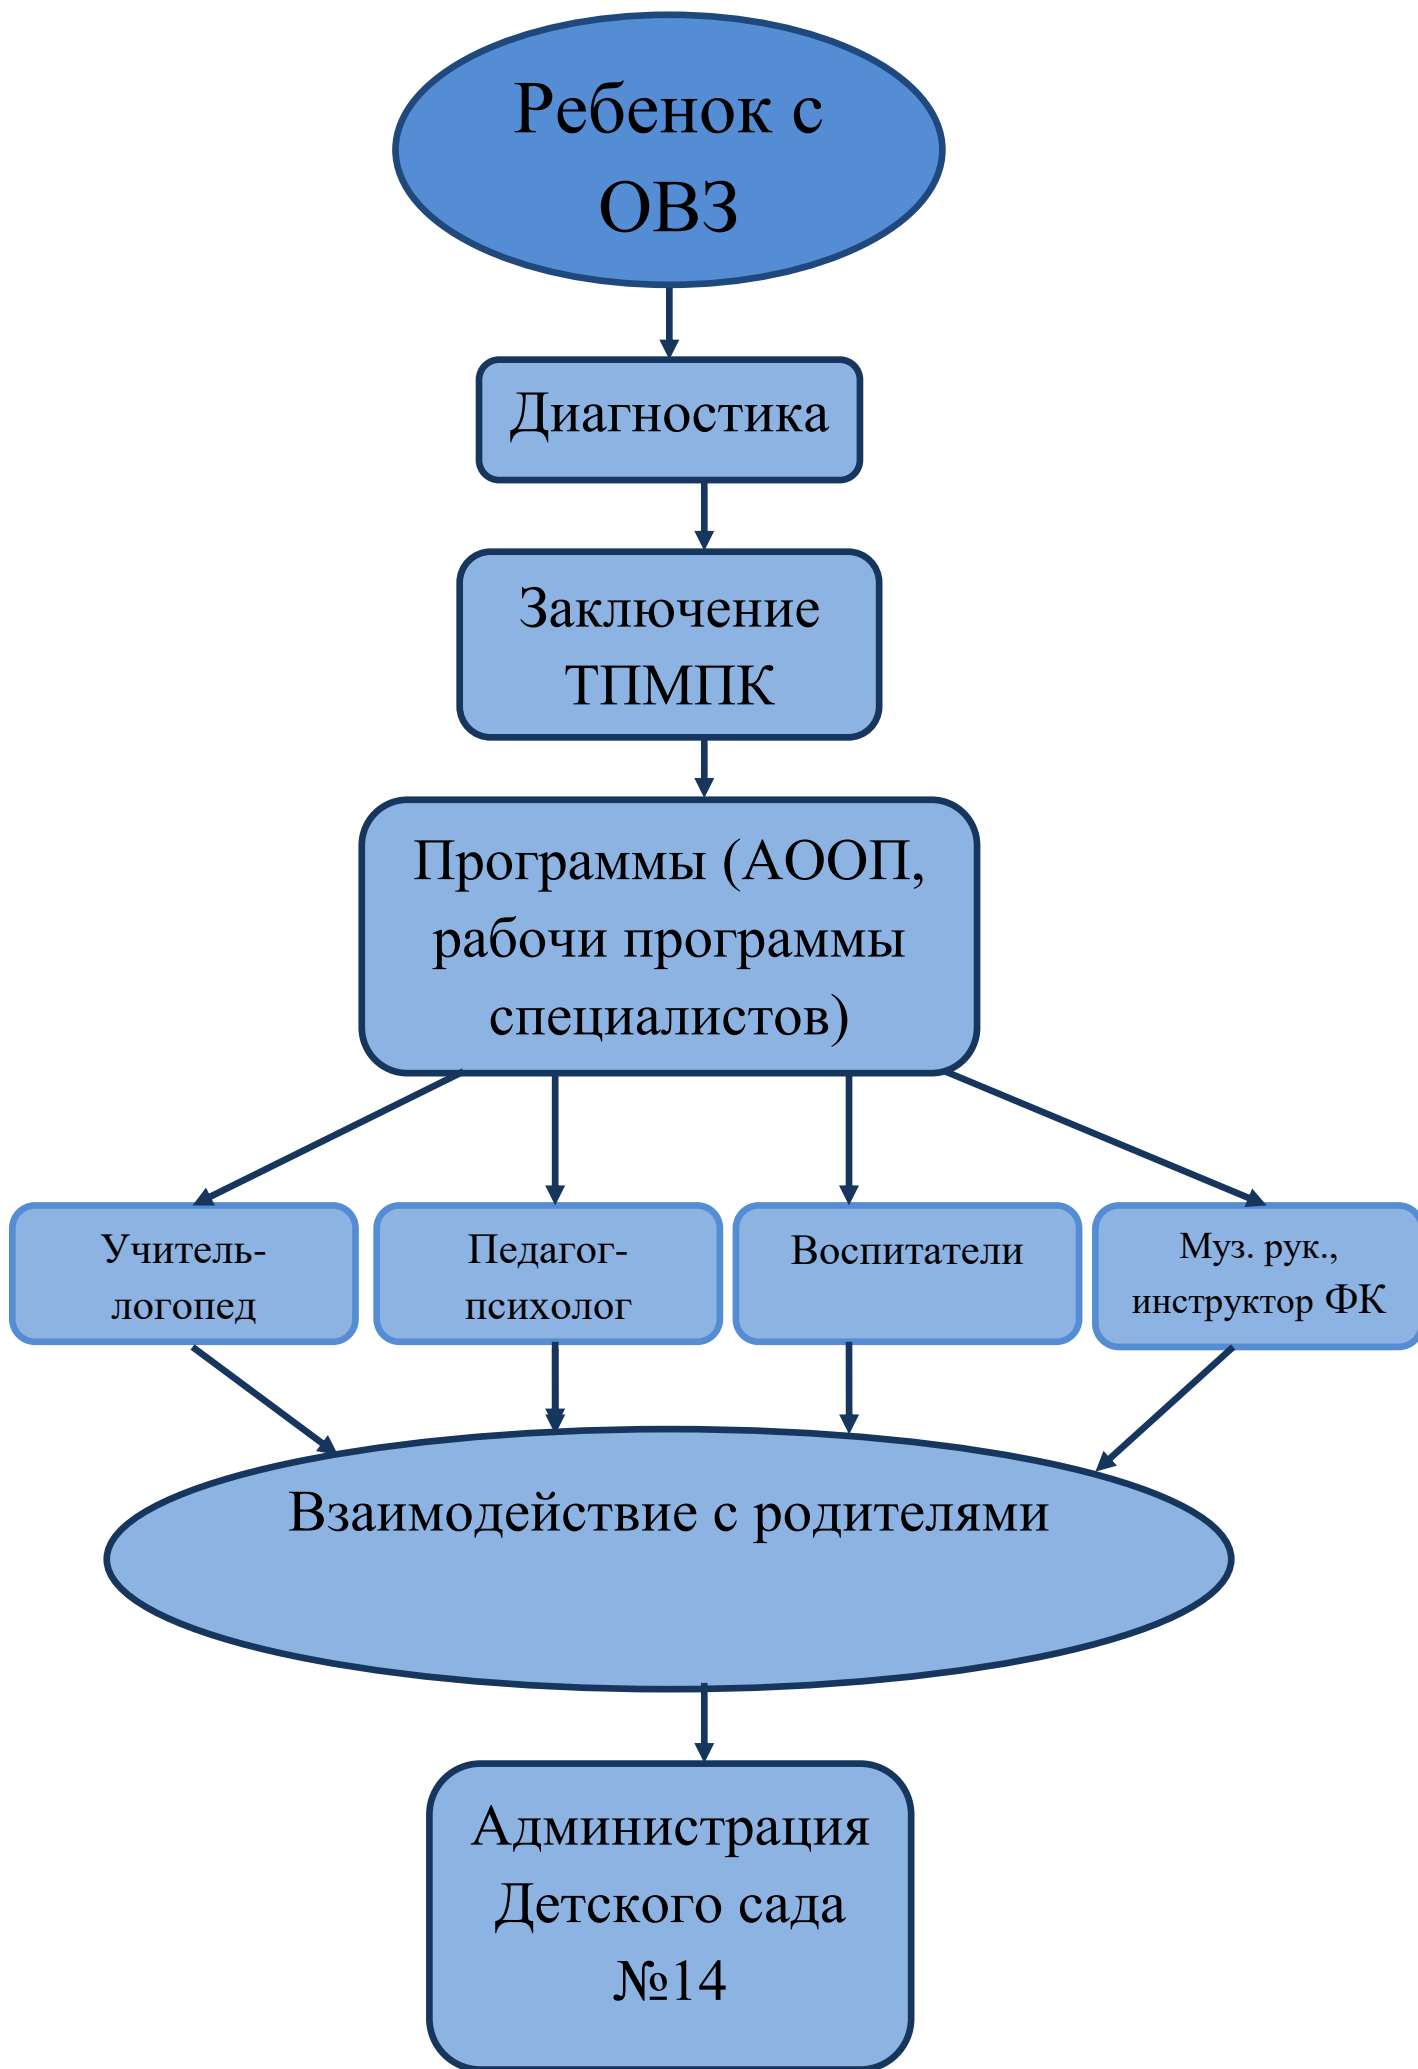 Ребенок с
ОВЗ
Диагностика
Заключение
ТПМПК
Программы (АООП,
рабочи программы
специалистов)
Учитель-
логопед
Педагог-
психолог
Воспитатели
Муз. рук.,
инструктор ФК
Взаимодействие с родителями
Администрация
Детского сада
№14